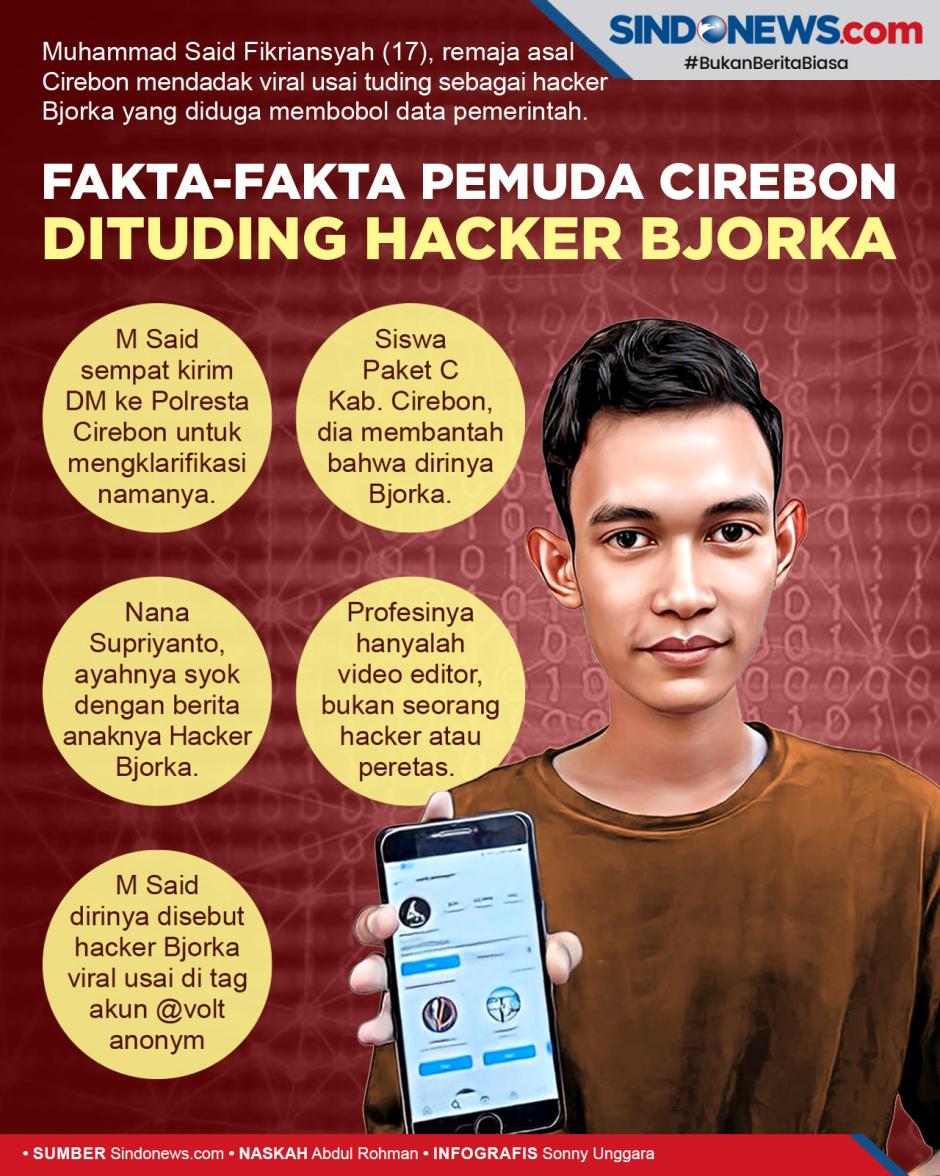 SINDONEWS.com
#BukanBeritaBiasa
Muhammad Said Fikriansyah (17), remaja asal
Cirebon mendadak viral usai tuding sebagai hacker
Bjorka yang diduga membobol data pemerintah.
FAKTA-FAKTA PEMUDA CIREBON
DITUDING HACKER BJORKA
M Said
sempat kirim
DM ke Polresta
Cirebon untuk
mengklarifikasi
namanya.
Siswa
Paket C
Kab. Cirebon,
dia membantah
bahwa dirinya
Bjorka.
Nana
Supriyanto,
ayahnya syok
dengan berita
anaknya Hacker
Bjorka.
Profesinya
hanyalah
video editor,
bukan seorang
hacker atau
peretas.
M Said
dirinya disebut
hacker Bjorka
viral usai di tag
akun @volt
anonym
• SUMBER Sindonews.com • NASKAH Abdul Rohman • INFOGRAFIS Sonny Unggara